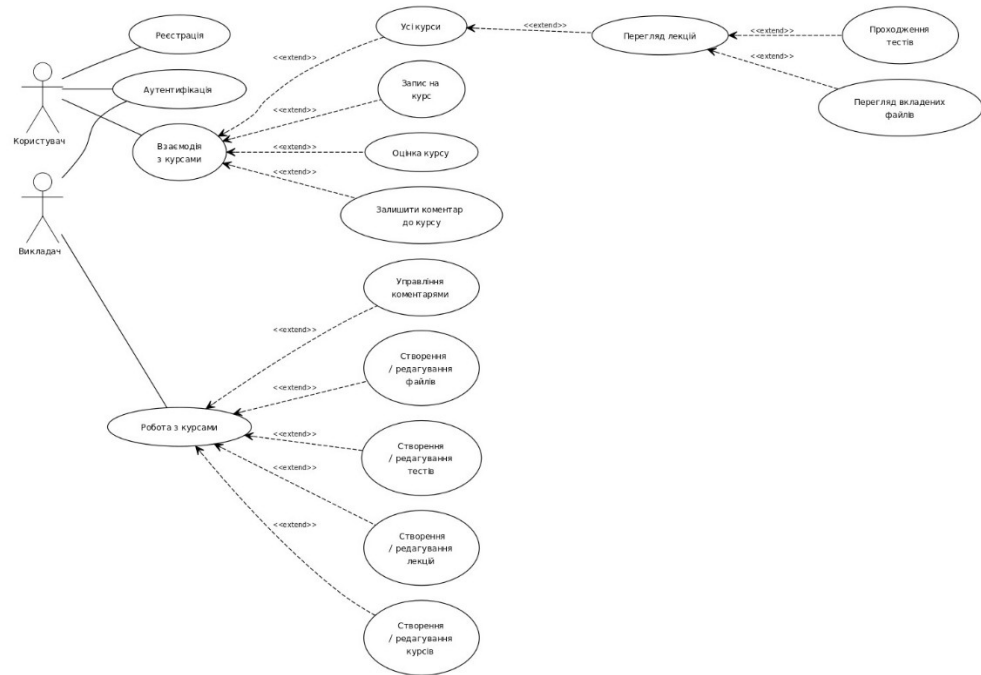 Реєстрація
Аутентифікація
Користувач
Взаємодія
з курсами
Викладач
Усі курси
<<extend>>
Перегляд лекцій
<<extend>>
Проходження
тестів
<<extend>>
Перегляд вкладених
файлів
<<extend>>
Запис на
курс
<<extend>>
Оцінка курсу
<<extend>>
Залишити коментар
до курсу
<<extend>>
Управління
коментарями
<<extend>>
Створення
/ редагування
файлів
<<extend>>
Робота з курсами
Створення
/ редагування
тестів
<<extend>>
Створення
/ редагування
лекцій
<<extend>>
Створення
/ редагування
курсів
<<extend>>